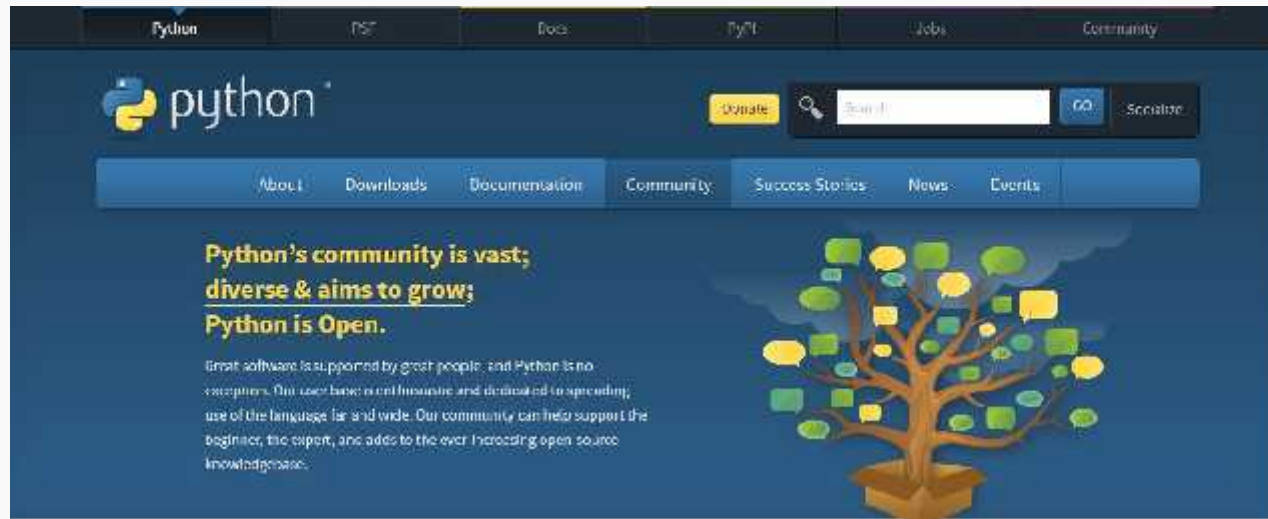 Python PSF Docs PyPI Jobs Community
python
Donate Search GO Socialize
About Downloads Documentation Community Success Stories News Events
Python's community is vast;
diverse & aims to grow;
Python is Open.
Great software is supported by great people, and Python is no
exception. Our user base is enthusiastic and dedicated to spreading
use of the language far and wide. Our community can help support the
beginner, the expert, and adds to the ever increasing open source
knowledgebase.